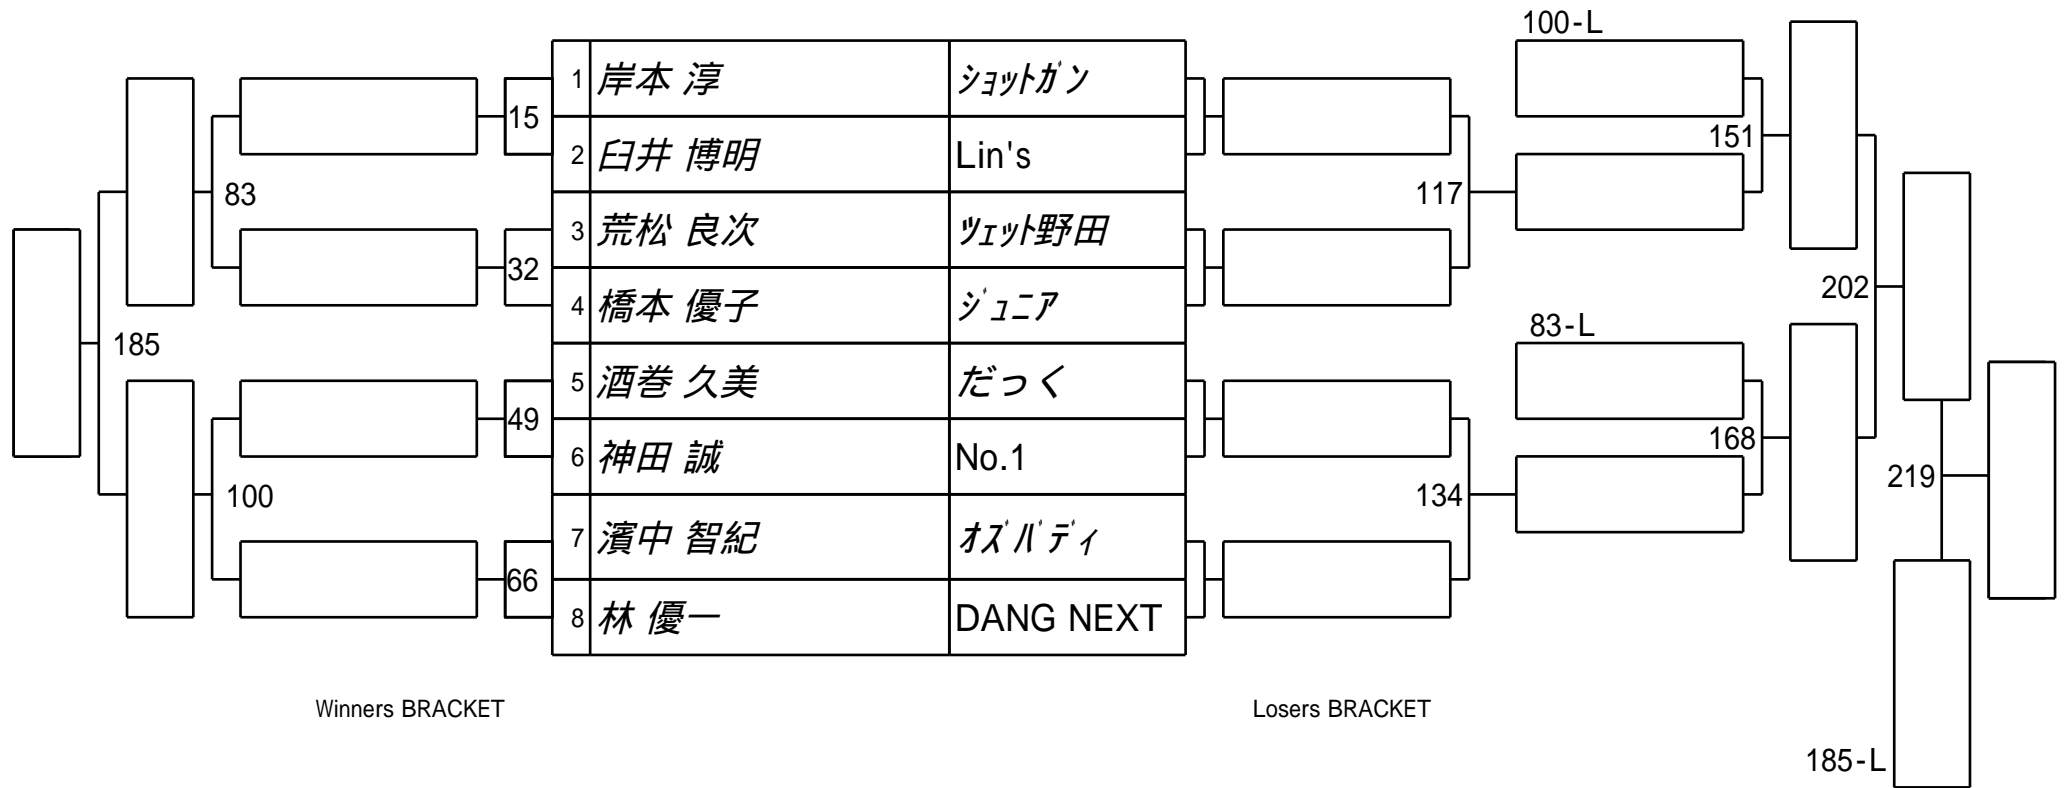 100-L
1 岸本 淳 ショットガン
15
2 臼井 博明 Lin's
151
83
117
3 荒松 良次 ツェット野田
32
4 橋本 優子 ジュニア
202
83-L
185
5 酒巻 久美 だっく
49
168
6 神田 誠 No.1
219
100
134
7 濱中 智紀 オズバディ
66
8 林 優一 DANG NEXT
Winners BRACKET
Losers BRACKET
185-L